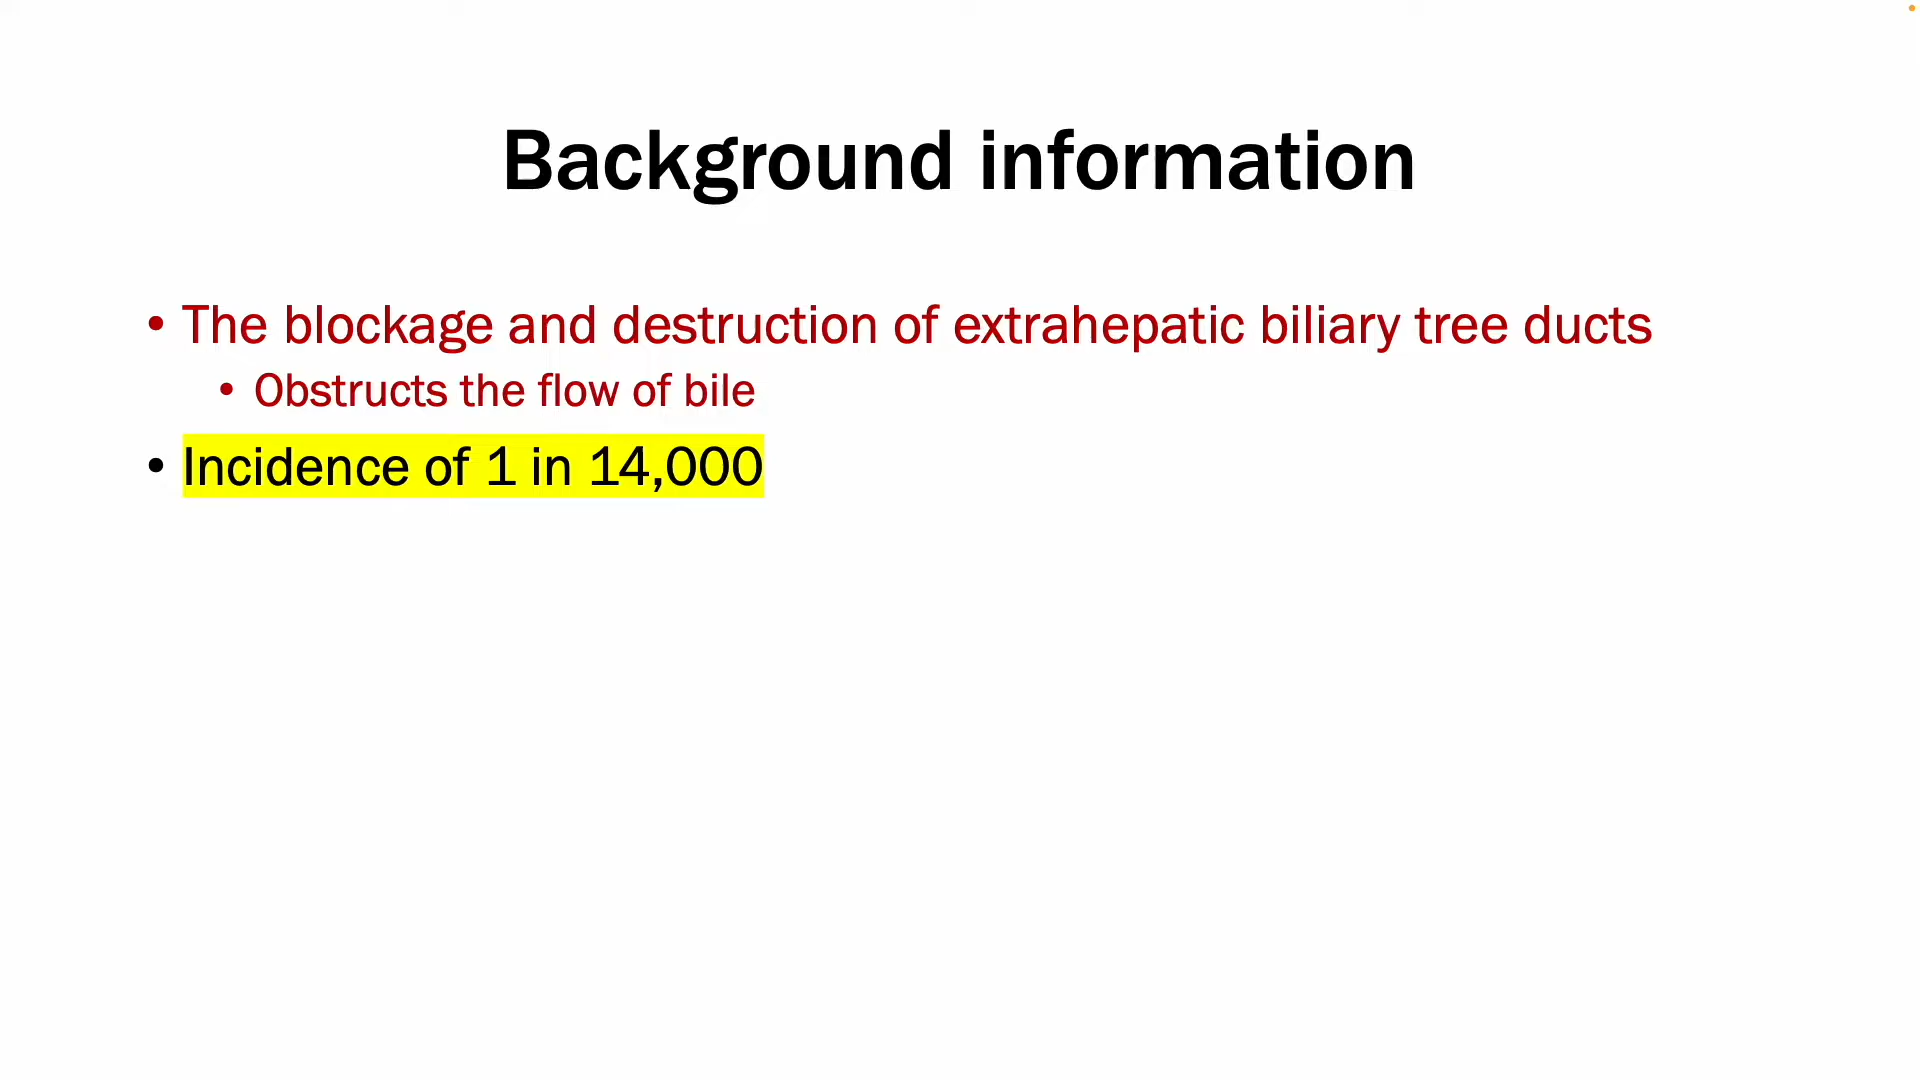 Background information
• The blockage and destruction of extrahepatic biliary tree ducts
• Obstructs the flow of bile
• Incidence of 1 in 14,000